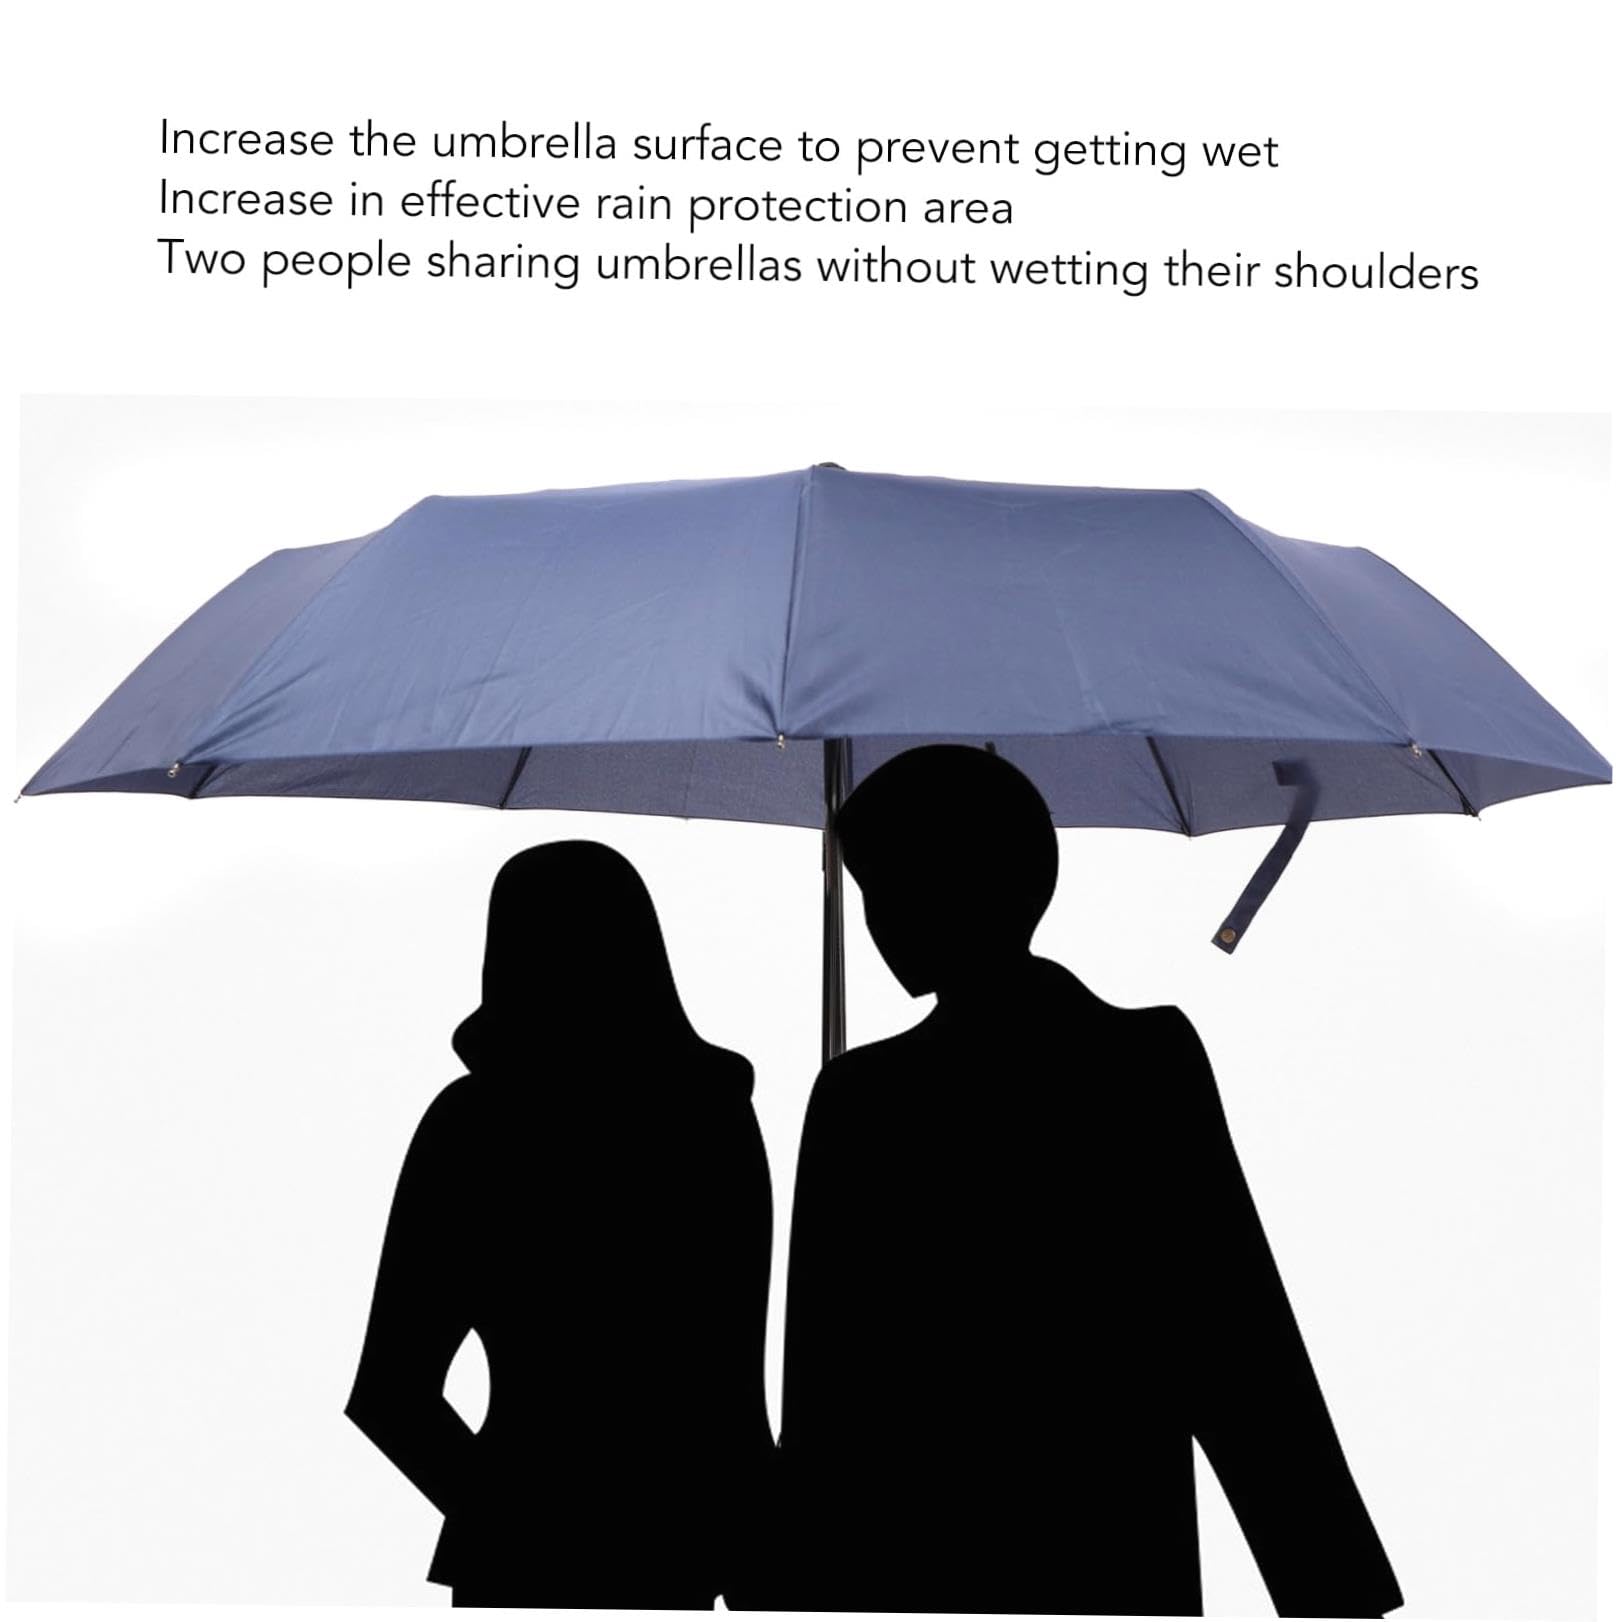 Increase the umbrella surface to prevent getting wet
Increase in effective rain protection area
Two people sharing umbrellas without wetting their shoulders